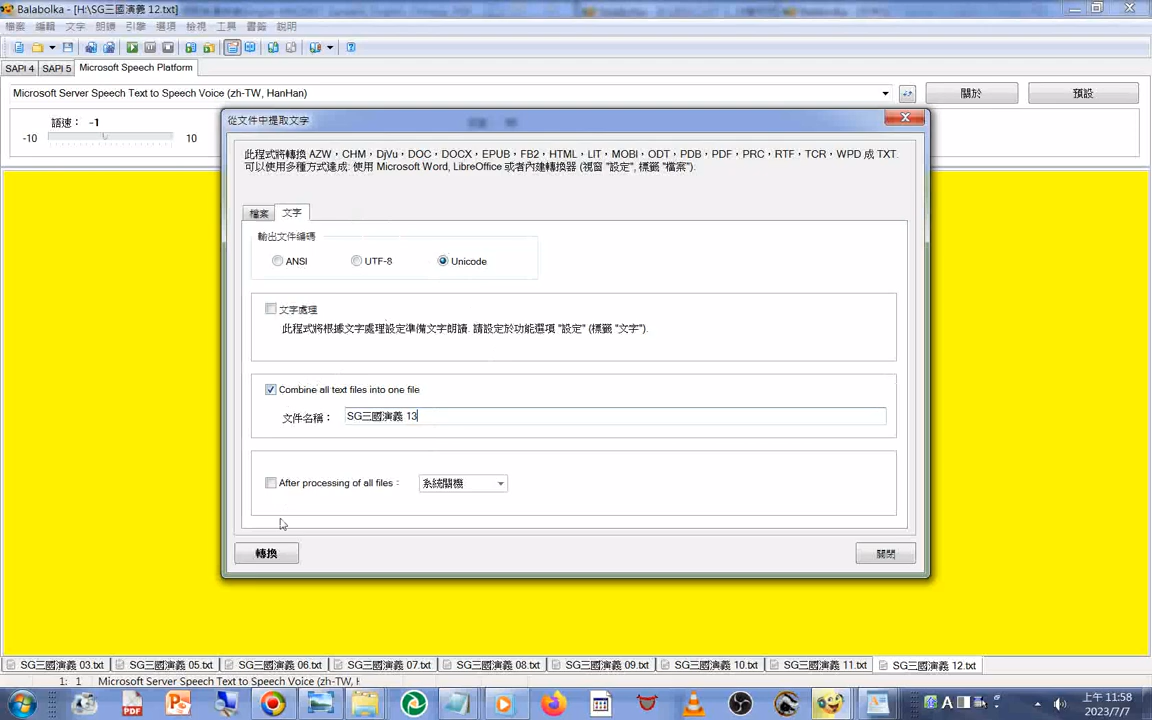 Balabolka - [H:\SG三國演義 12.txt]
檔案 編輯 文字 朗讀 引擎 選項 檢視 工具 書籤 說明
SAPI 4 SAPI 5 Microsoft Speech Platform
Microsoft Server Speech Text to Speech Voice (zh-TW, HanHan)
關於 預設
語速： -1
-10 10
從文件中提取文字
此程式將轉換 AZW，CHM，DjVu，DOC，DOCX，EPUB，FB2，HTML，LIT，MOBI，ODT，PDB，PDF，PRC，RTF，TCR，WPD 成 TXT.
可以使用多種方式達成: 使用 Microsoft Word, LibreOffice 或者內建轉換器 (視窗 "設定", 標籤 "檔案").
檔案 文字
輸出文件編碼
ANSI UTF-8 Unicode
文字處理
此程式將根據文字處理設定準備文字朗讀. 請設定於功能選項 "設定" (標籤 "文字").
Combine all text files into one file
文件名稱： SG三國演義 13
After processing of all files： 系統關機
轉換 關閉
SG三國演義 03.txt SG三國演義 05.txt SG三國演義 06.txt SG三國演義 07.txt SG三國演義 08.txt SG三國演義 09.txt SG三國演義 10.txt SG三國演義 11.txt SG三國演義 12.txt
1: 1 Microsoft Server Speech Text to Speech Voice (zh-TW, H
上午 11:58
2023/7/7